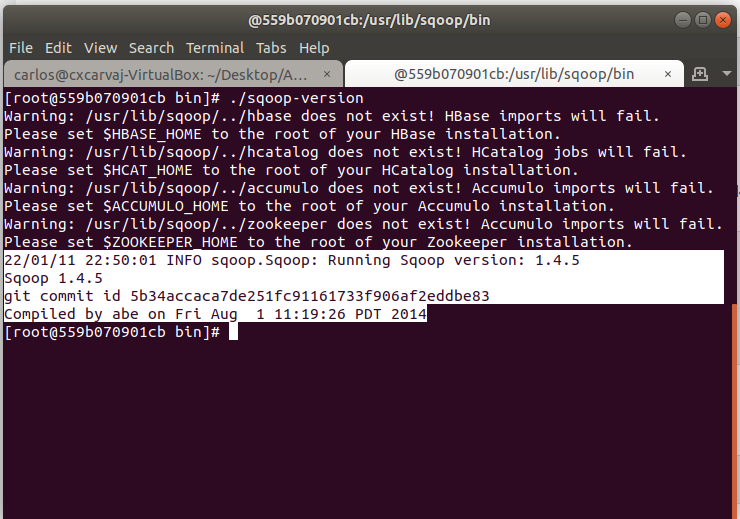 @559b070901cb:/usr/lib/sqoop/bin
File Edit View Search Terminal Tabs Help
carlos@cxcarvaj-VirtualBox: ~/Desktop/A... × @559b070901cb:/usr/lib/sqoop/bin ×
[root@559b070901cb bin]# ./sqoop-version
Warning: /usr/lib/sqoop/../hbase does not exist! HBase imports will fail.
Please set $HBASE_HOME to the root of your HBase installation.
Warning: /usr/lib/sqoop/../hcatalog does not exist! HCatalog jobs will fail.
Please set $HCAT_HOME to the root of your HCatalog installation.
Warning: /usr/lib/sqoop/../accumulo does not exist! Accumulo imports will fail.
Please set $ACCUMULO_HOME to the root of your Accumulo installation.
Warning: /usr/lib/sqoop/../zookeeper does not exist! Accumulo imports will fail.
Please set $ZOOKEEPER_HOME to the root of your Zookeeper installation.
22/01/11 22:50:01 INFO sqoop.Sqoop: Running Sqoop version: 1.4.5
Sqoop 1.4.5
git commit id 5b34accaca7de251fc91161733f906af2eddbe83
Compiled by abe on Fri Aug  1 11:19:26 PDT 2014
[root@559b070901cb bin]#